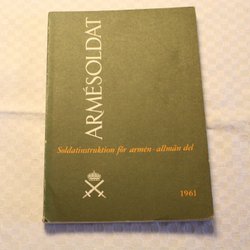 ARMÉSOLDAT
Soldatinstruktion för armén - allmän del
1961